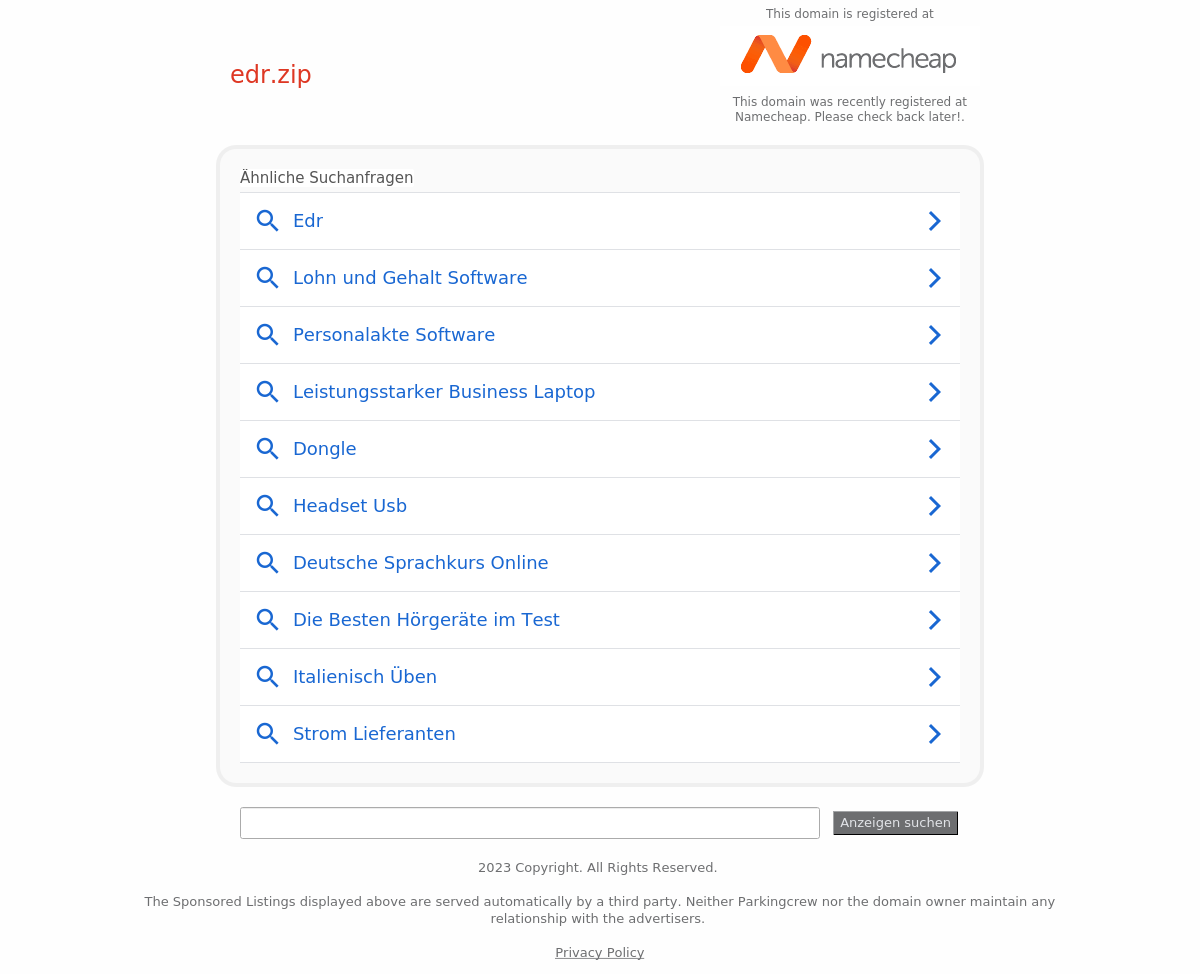 This domain is registered at
namecheap
edr.zip
This domain was recently registered at
Namecheap. Please check back later!.
Ähnliche Suchanfragen
Edr
Lohn und Gehalt Software
Personalakte Software
Leistungsstarker Business Laptop
Dongle
Headset Usb
Deutsche Sprachkurs Online
Die Besten Hörgeräte im Test
Italienisch Üben
Strom Lieferanten
Anzeigen suchen
2023 Copyright. All Rights Reserved.
The Sponsored Listings displayed above are served automatically by a third party. Neither Parkingcrew nor the domain owner maintain any
relationship with the advertisers.
Privacy Policy